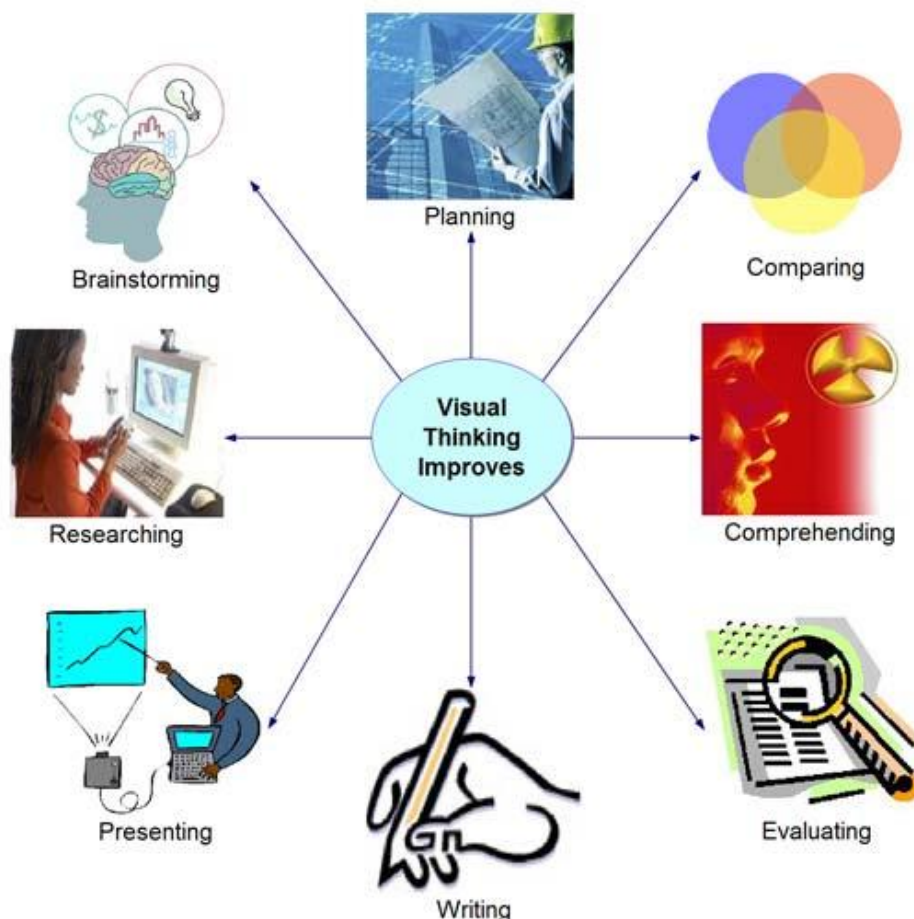 Planning
Brainstorming
Comparing
Visual
Thinking
Improves
Researching
Comprehending
Presenting
Evaluating
Writing